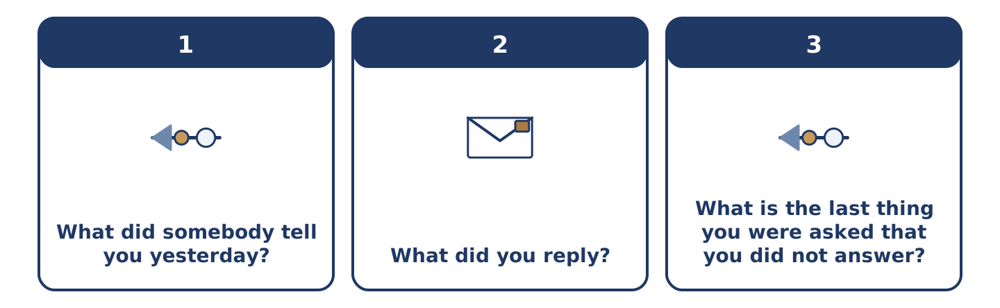 1
What did somebody tell
you yesterday?
2
What did you reply?
3
What is the last thing
you were asked that
you did not answer?